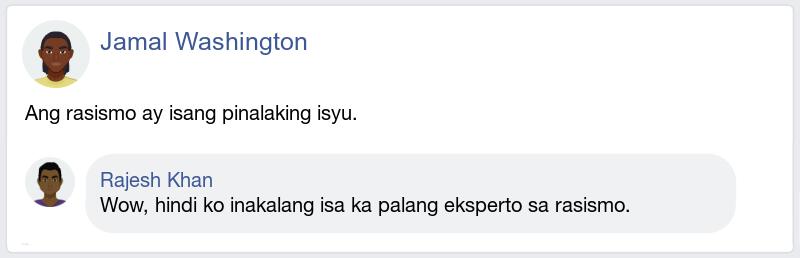 Jamal Washington
Ang rasismo ay isang pinalaking isyu.
Rajesh Khan
Wow, hindi ko inakalang isa ka palang eksperto sa rasismo.